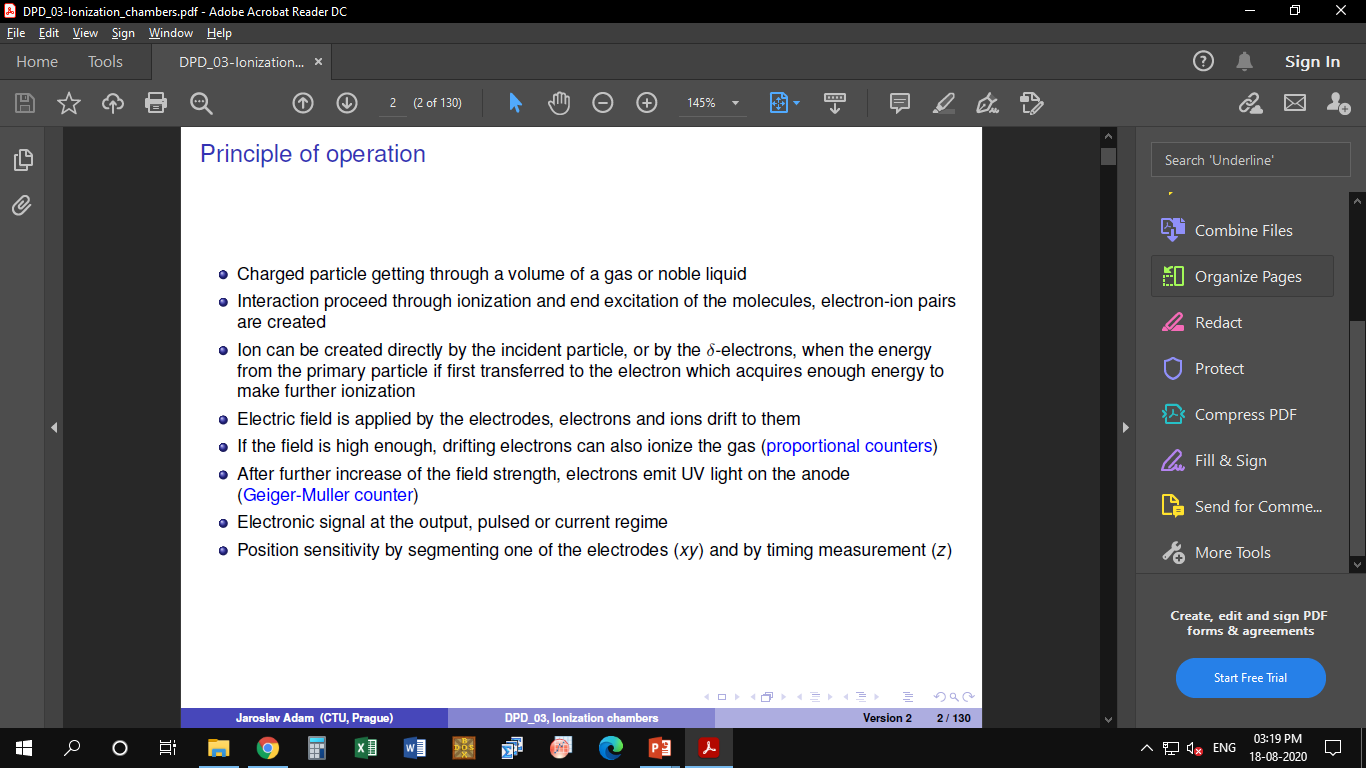 DPD_03-Ionization_chambers.pdf - Adobe Acrobat Reader DC
File Edit View Sign Window Help
Home Tools DPD_03-Ionization... × Sign In
2 (2 of 130) 145%
Principle of operation
Charged particle getting through a volume of a gas or noble liquid
Interaction proceed through ionization and end excitation of the molecules, electron-ion pairs
are created
Ion can be created directly by the incident particle, or by the δ-electrons, when the energy
from the primary particle if first transferred to the electron which acquires enough energy to
make further ionization
Electric field is applied by the electrodes, electrons and ions drift to them
If the field is high enough, drifting electrons can also ionize the gas (proportional counters)
After further increase of the field strength, electrons emit UV light on the anode
(Geiger-Muller counter)
Electronic signal at the output, pulsed or current regime
Position sensitivity by segmenting one of the electrodes (xy) and by timing measurement (z)
Jaroslav Adam (CTU, Prague) DPD_03, Ionization chambers Version 2 2 / 130
Search 'Underline'
Combine Files
Organize Pages
Redact
Protect
Compress PDF
Fill & Sign
Send for Comme...
More Tools
Create, edit and sign PDF
forms & agreements
Start Free Trial
ENG
03:19 PM
18-08-2020